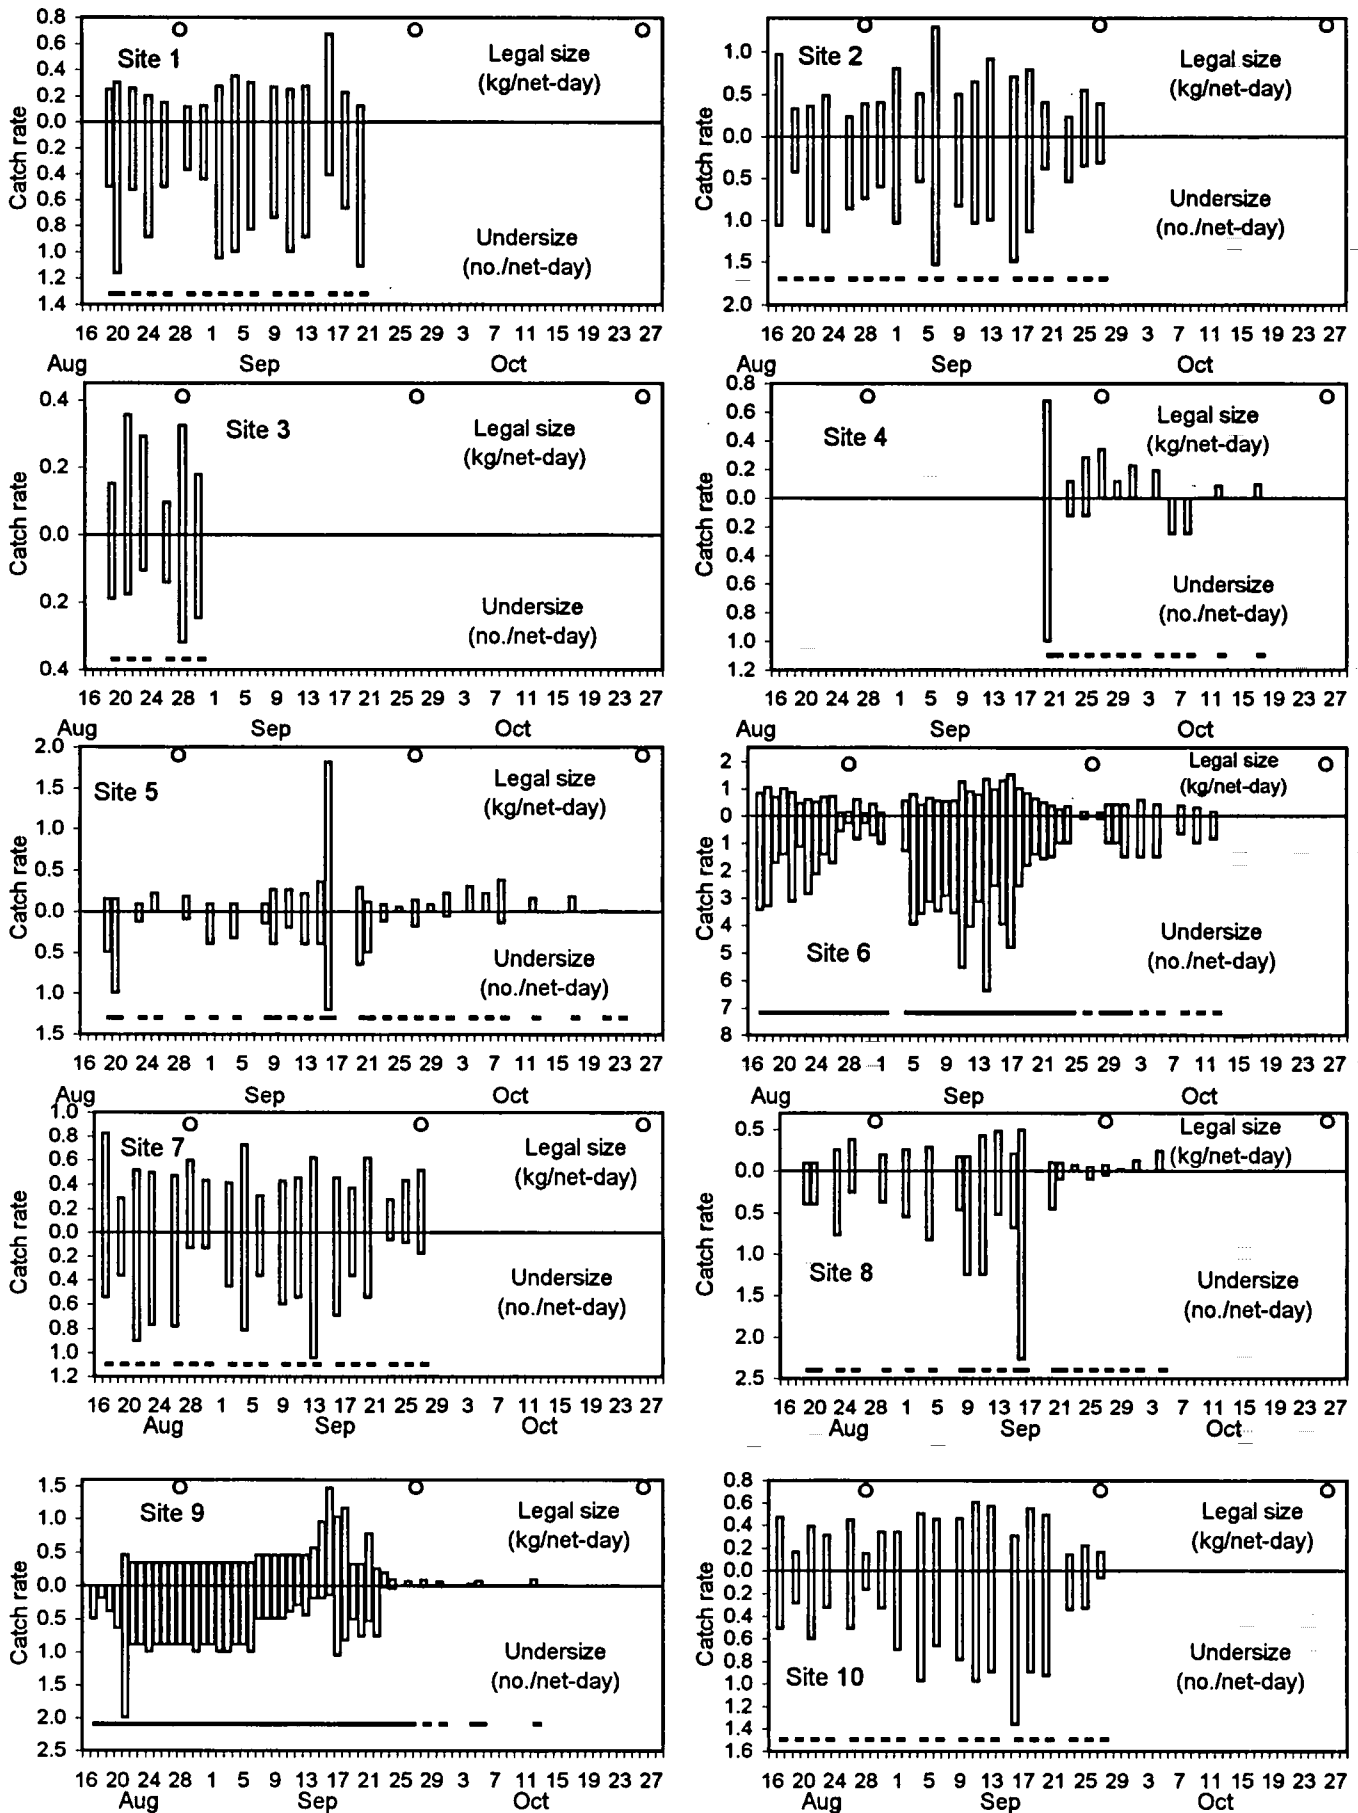 Site 1
Legal size
(kg/net-day)
Undersize
(no./net-day)
Catch rate
0.8
0.6
0.4
0.2
0.0
0.2
0.4
0.6
0.8
1.0
1.2
1.4
16 20 24 28 1 5 9 13 17 21 25 29 3 7 11 15 19 23 27
Aug Sep Oct
Site 2
Legal size
(kg/net-day)
Undersize
(no./net-day)
Catch rate
1.0
0.5
0.0
0.5
1.0
1.5
2.0
16 20 24 28 1 5 9 13 17 21 25 29 3 7 11 15 19 23 27
Aug Sep Oct
Site 3
Legal size
(kg/net-day)
Undersize
(no./net-day)
Catch rate
0.4
0.2
0.0
0.2
0.4
16 20 24 28 1 5 9 13 17 21 25 29 3 7 11 15 19 23 27
Aug Sep Oct
Site 4
Legal size
(kg/net-day)
Undersize
(no./net-day)
Catch rate
0.8
0.6
0.4
0.2
0.0
0.2
0.4
0.6
0.8
1.0
1.2
16 20 24 28 1 5 9 13 17 21 25 29 3 7 11 15 19 23 27
Aug Sep Oct
Site 5
Legal size
(kg/net-day)
Undersize
(no./net-day)
Catch rate
2.0
1.5
1.0
0.5
0.0
0.5
1.0
1.5
16 20 24 28 1 5 9 13 17 21 25 29 3 7 11 15 19 23 27
Aug Sep Oct
Site 6
Legal size
(kg/net-day)
Undersize
(no./net-day)
Catch rate
2
1
0
1
2
3
4
5
6
7
8
16 20 24 28 1 5 9 13 17 21 25 29 3 7 11 15 19 23 27
Aug Sep Oct
Site 7
Legal size
(kg/net-day)
Undersize
(no./net-day)
Catch rate
1.0
0.8
0.6
0.4
0.2
0.0
0.2
0.4
0.6
0.8
1.0
1.2
16 20 24 28 1 5 9 13 17 21 25 29 3 7 11 15 19 23 27
Aug Sep Oct
Site 8
Legal size
(kg/net-day)
Undersize
(no./net-day)
Catch rate
0.5
0.0
0.5
1.0
1.5
2.0
2.5
16 20 24 28 1 5 9 13 17 21 25 29 3 7 11 15 19 23 27
Aug Sep Oct
Site 9
Legal size
(kg/net-day)
Undersize
(no./net-day)
Catch rate
1.5
1.0
0.5
0.0
0.5
1.0
1.5
2.0
2.5
16 20 24 28 1 5 9 13 17 21 25 29 3 7 11 15 19 23 27
Aug Sep Oct
Site 10
Legal size
(kg/net-day)
Undersize
(no./net-day)
Catch rate
0.8
0.6
0.4
0.2
0.0
0.2
0.4
0.6
0.8
1.0
1.2
1.4
1.6
16 20 24 28 1 5 9 13 17 21 25 29 3 7 11 15 19 23 27
Aug Sep Oct